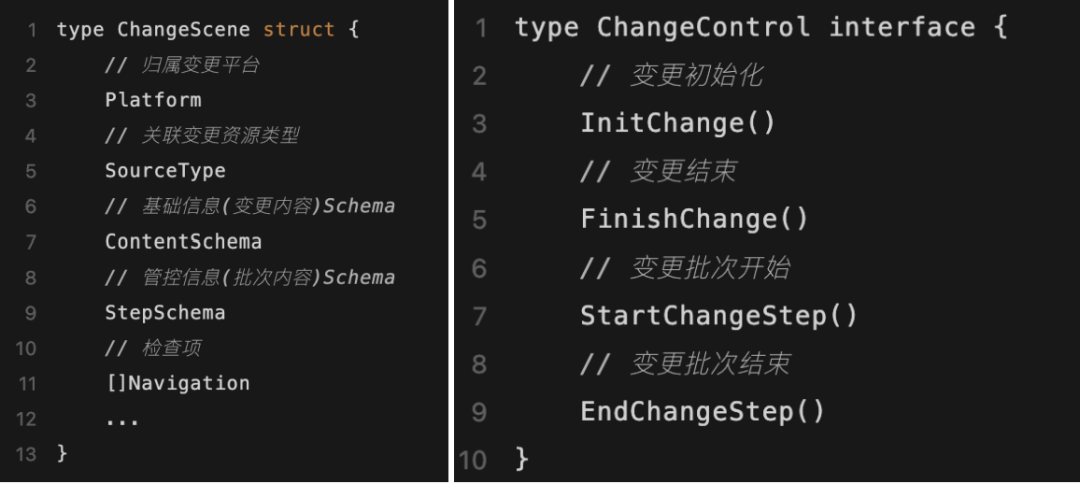 1 type ChangeScene struct {
2 // 归属变更平台
3 Platform
4 // 关联变更资源类型
5 SourceType
6 // 基础信息(变更内容)Schema
7 ContentSchema
8 // 管控信息(批次内容)Schema
9 StepSchema
10 // 检查项
11 []Navigation
12 ...
13 }
1 type ChangeControl interface {
2 // 变更初始化
3 InitChange()
4 // 变更结束
5 FinishChange()
6 // 变更批次开始
7 StartChangeStep()
8 // 变更批次结束
9 EndChangeStep()
10 }